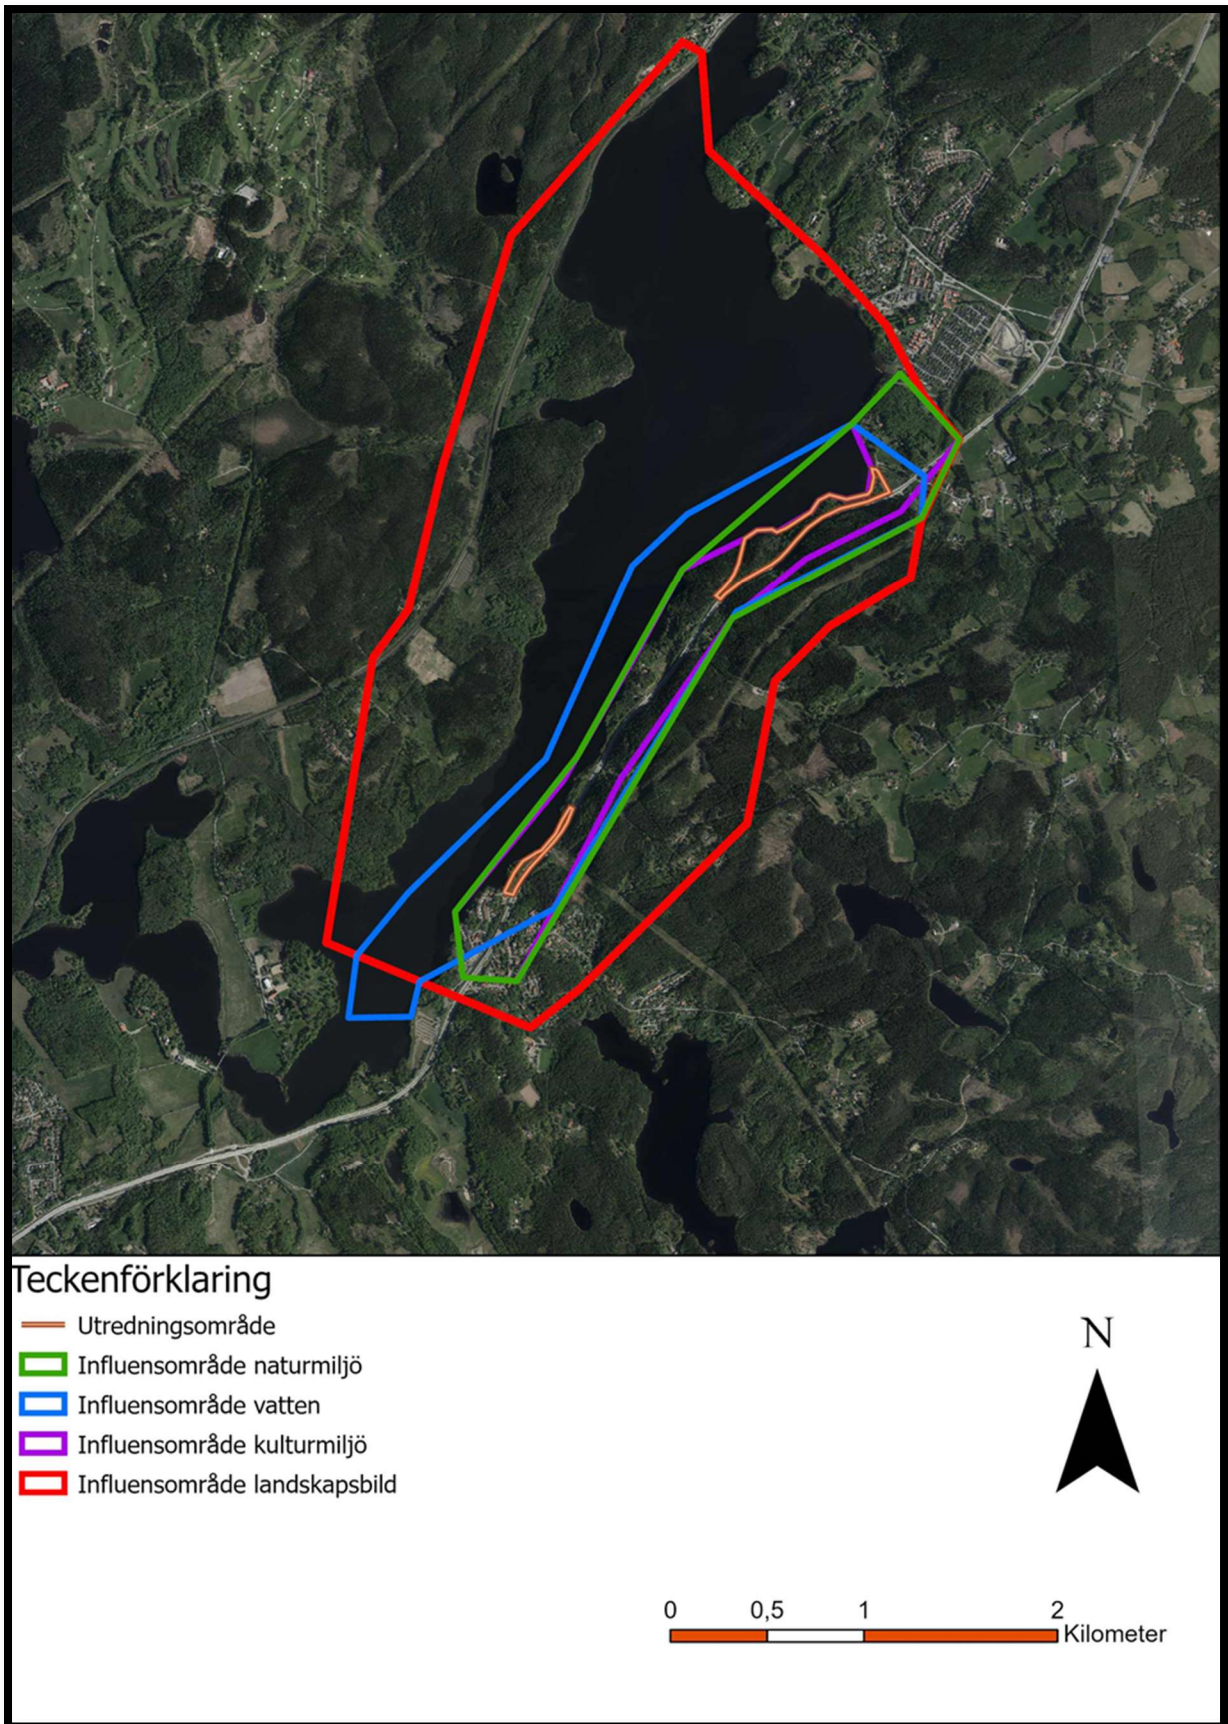 Teckenförklaring
Utredningsområde
Influensområde naturmiljö
Influensområde vatten
Influensområde kulturmiljö
Influensområde landskapsbild
N
0 0,5 1 2
Kilometer